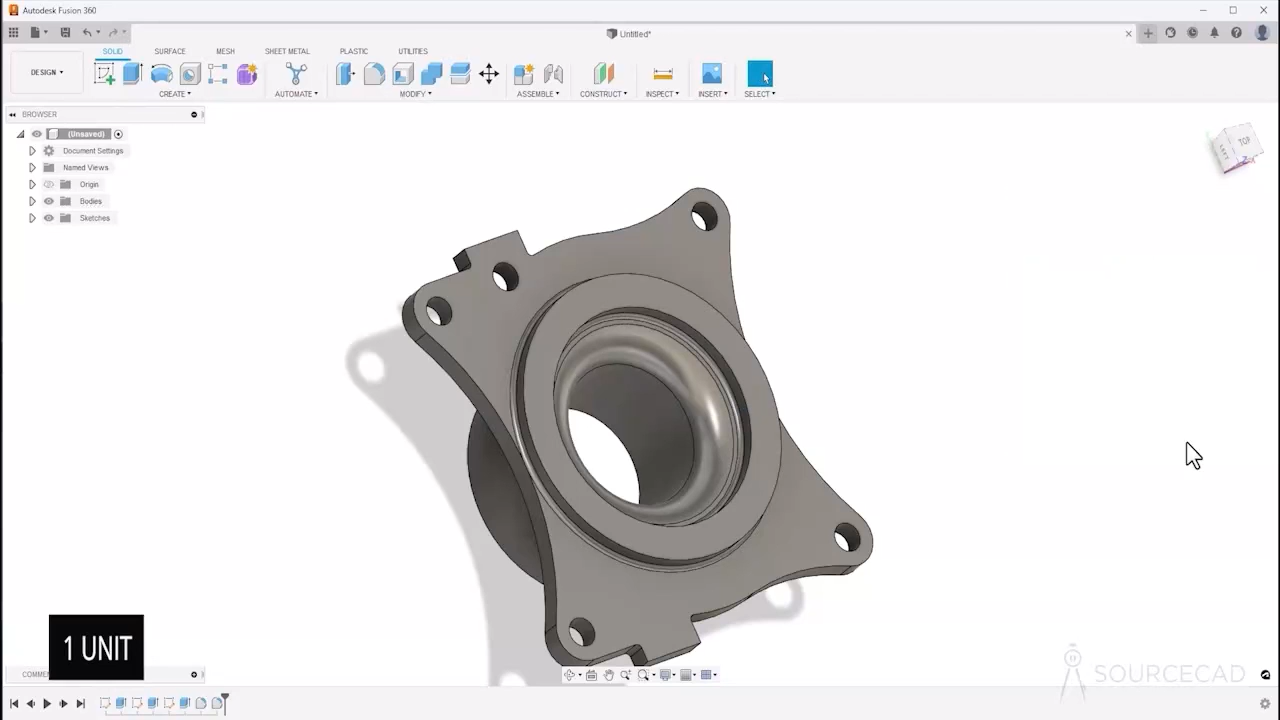 Autodesk Fusion 360
Untitled*
SOLID SURFACE MESH SHEET METAL PLASTIC UTILITIES
DESIGN
CREATE AUTOMATE MODIFY ASSEMBLE CONSTRUCT INSPECT INSERT SELECT
BROWSER
TOP
(Unsaved)
Document Settings
Named Views
Origin
Bodies
Sketches
1 UNIT
SOURCECAD